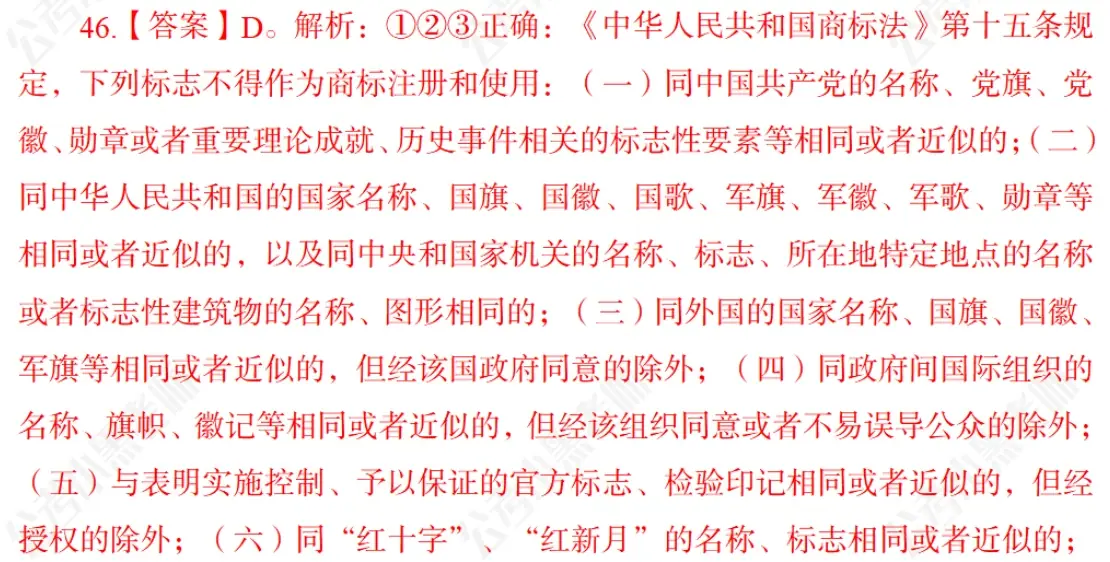 46.【答案】D。解析：①②③正确：《中华人民共和国商标法》第十五条规
定，下列标志不得作为商标注册和使用：（一）同中国共产党的名称、党旗、党
徽、勋章或者重要理论成就、历史事件相关的标志性要素等相同或者近似的；（二）
同中华人民共和国的国家名称、国旗、国徽、国歌、军旗、军徽、军歌、勋章等
相同或者近似的，以及同中央和国家机关的名称、标志、所在地特定地点的名称
或者标志性建筑物的名称、图形相同的；（三）同外国的国家名称、国旗、国徽、
军旗等相同或者近似的，但经该国政府同意的除外；（四）同政府间国际组织的
名称、旗帜、徽记等相同或者近似的，但经该组织同意或者不易误导公众的除外；
（五）与表明实施控制、予以保证的官方标志、检验印记相同或者近似的，但经
授权的除外；（六）同“红十字”、“红新月”的名称、标志相同或者近似的；